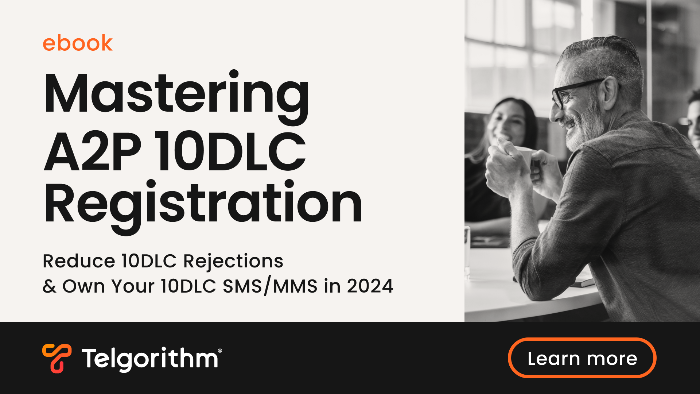 ebook
Mastering
A2P 10DLC
Registration
Reduce 10DLC Rejections
& Own Your 10DLC SMS/MMS in 2024
Telgorithm®
Learn more